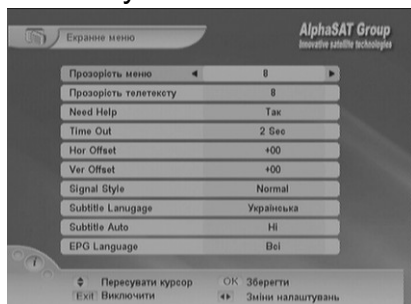 Екранне меню
AlphaSAT Group
Innovative satellite technologies
Прозорість меню 8
Прозорість телетексту 8
Need Help Так
Time Out 2 Sec
Hor Offset +00
Ver Offset +00
Signal Style Normal
Subtitle Lanugage Українська
Subtitle Auto Ні
EPG Language Всі
Пересувати курсор OK Зберегти
Exit Виключити Зміни налаштувань